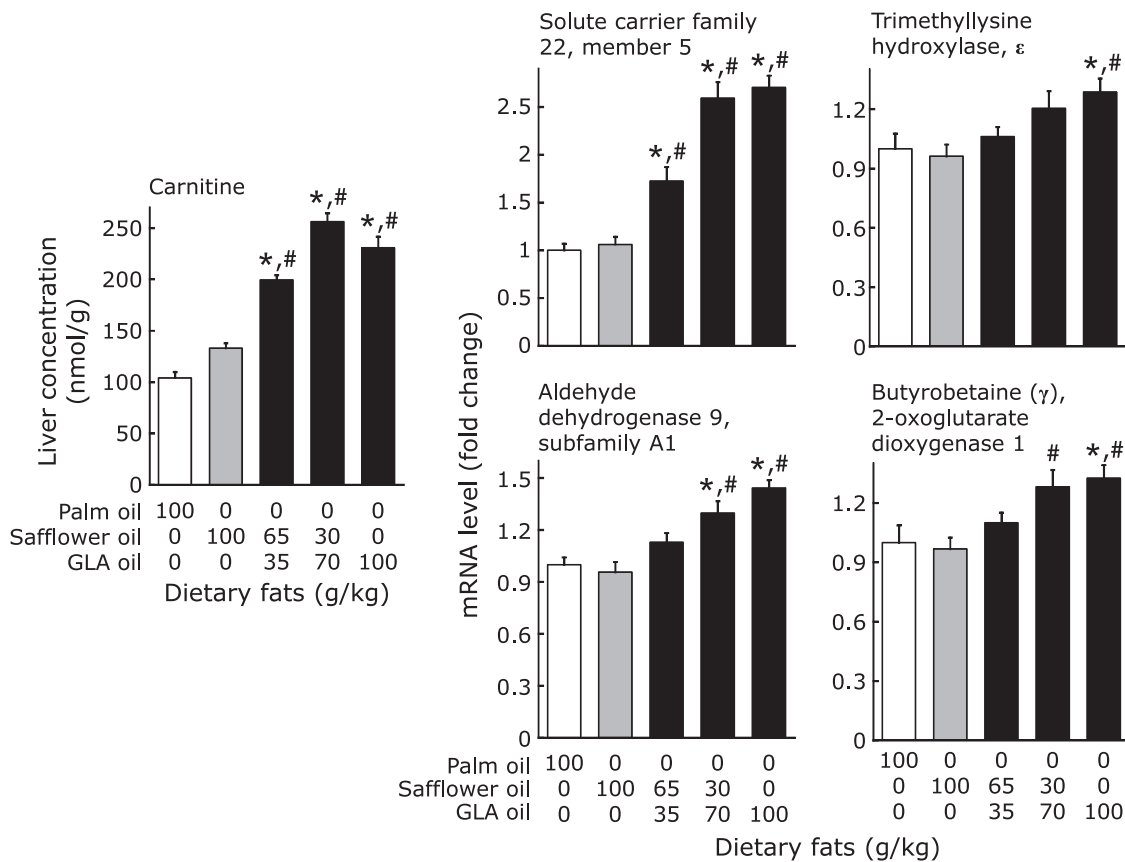 Carnitine
*,#
*,#
*,#
250
200
150
100
50
0
Liver concentration
(nmol/g)
Palm oil 100 0 0 0 0
Safflower oil 0 100 65 30 0
GLA oil 0 0 35 70 100
Dietary fats (g/kg)
mRNA level (fold change)
Solute carrier family
22, member 5
*,#
*,#
*,#
2.5
2
1.5
1
0.5
0
Trimethyllysine
hydroxylase, ε
*,#
1.2
0.9
0.6
0.3
0
Aldehyde
dehydrogenase 9,
subfamily A1
*,#
*,#
1.5
1.2
0.9
0.6
0.3
0
Butyrobetaine (γ),
2-oxoglutarate
dioxygenase 1
#
*,#
1.2
0.9
0.6
0.3
0
Palm oil 100 0 0 0 0 100 0 0 0 0
Safflower oil 0 100 65 30 0 0 100 65 30 0
GLA oil 0 0 35 70 100 0 0 35 70 100
Dietary fats (g/kg)